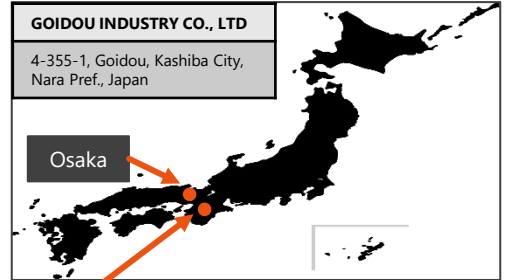 GOIDOU INDUSTRY CO., LTD
4-355-1, Goidou, Kashiba City,
Nara Pref., Japan
Osaka